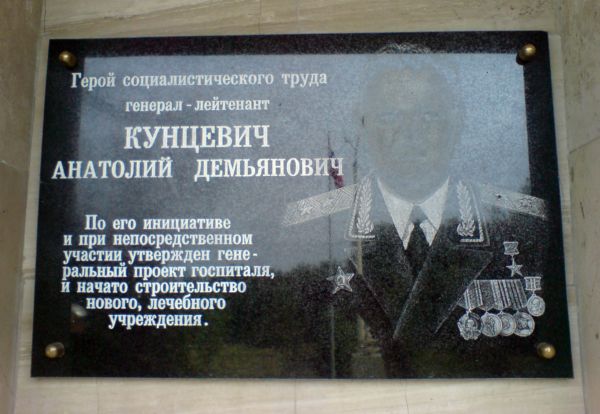 Герой социалистического труда
генерал-лейтенант
КУНЦЕВИЧ
АНАТОЛИЙ ДЕМЬЯНОВИЧ
По его инициативе
и при непосредственном
участии утвержден гене-
ральный проект госпиталя,
и начато строительство
нового, лечебного
учреждения.